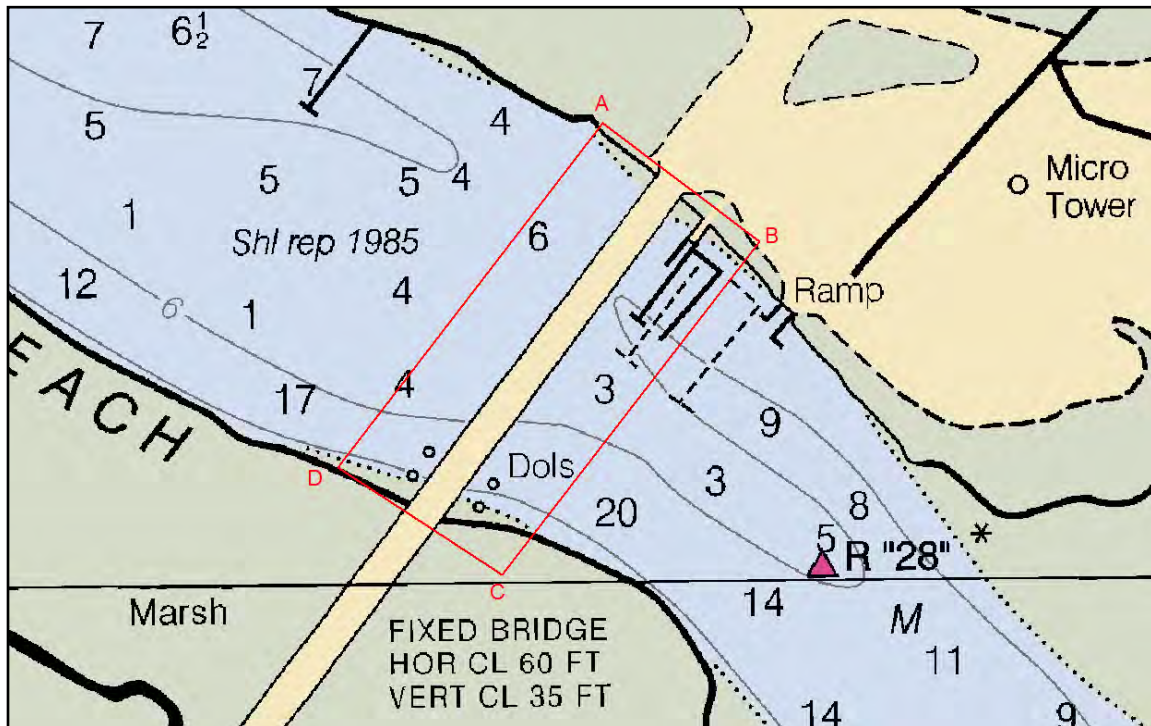 7
6½
7
4
A
5
5
5
4
Micro
Tower
1
6
B
Shl rep 1985
12
4
Ramp
6
1
EACH
17
4
3
9
D
Dols
3
20
8
5
R "28"
C
Marsh
14
M
FIXED BRIDGE
HOR CL 60 FT
VERT CL 35 FT
11
14
9